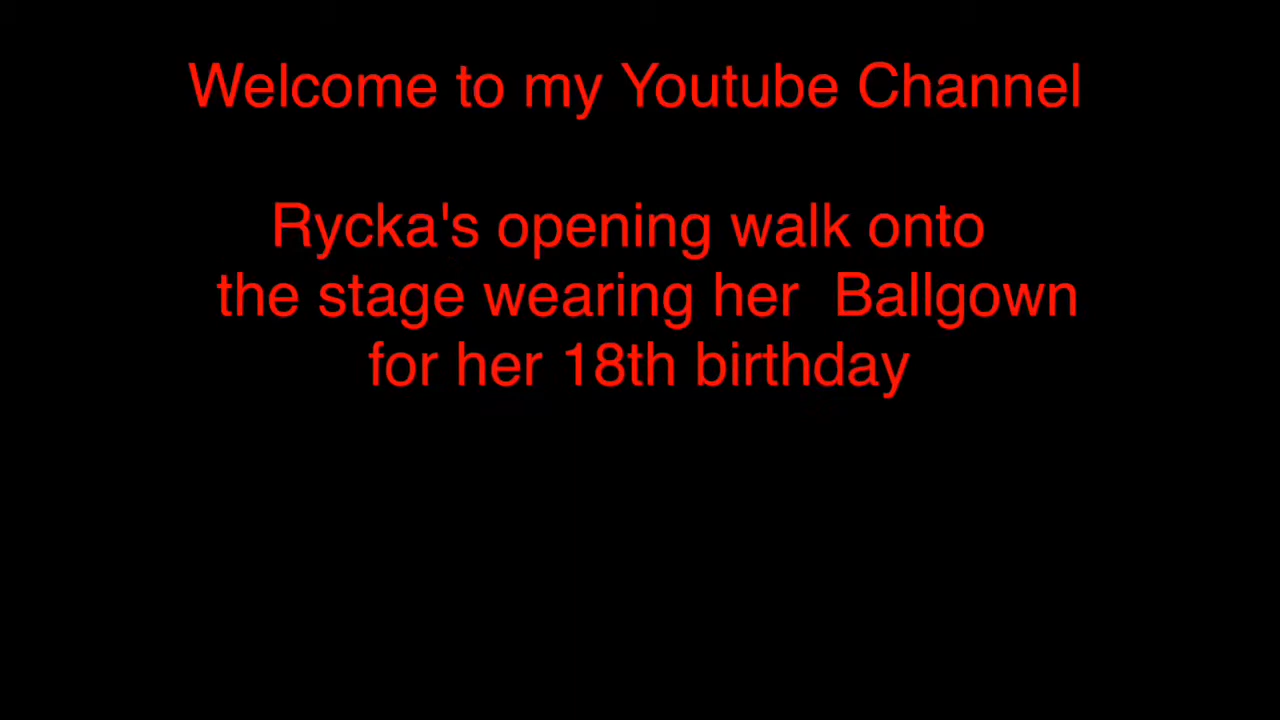 Welcome to my Youtube Channel
Rycka's opening walk onto
the stage wearing her  Ballgown
for her 18th birthday